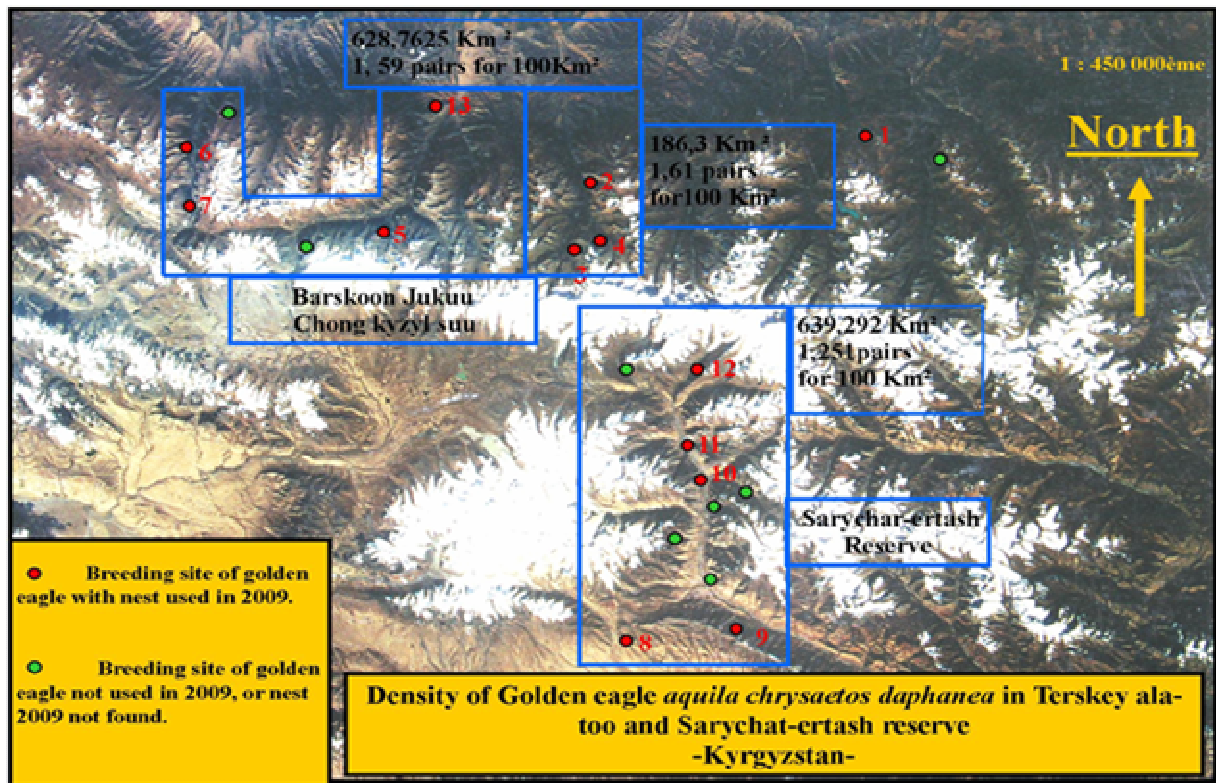 628,7625 Km²
1, 59 pairs for 100Km²
1 : 450 000ème
North
13
1
6
186,3 Km²
1,61 pairs
for100 Km²
2
7
5
4
3
Barskoon Jukuu
Chong kyzyl suu
639,292 Km²
1,251pairs
for 100 Km²
12
11
10
Sarychar-ertash
Reserve
9
8
Breeding site of golden
eagle with nest used in 2009.
Breeding site of golden
eagle not used in 2009, or nest
2009 not found.
Density of Golden eagle aquila chrysaetos daphanea in Terskey ala-
too and Sarychat-ertash reserve
-Kyrgyzstan-